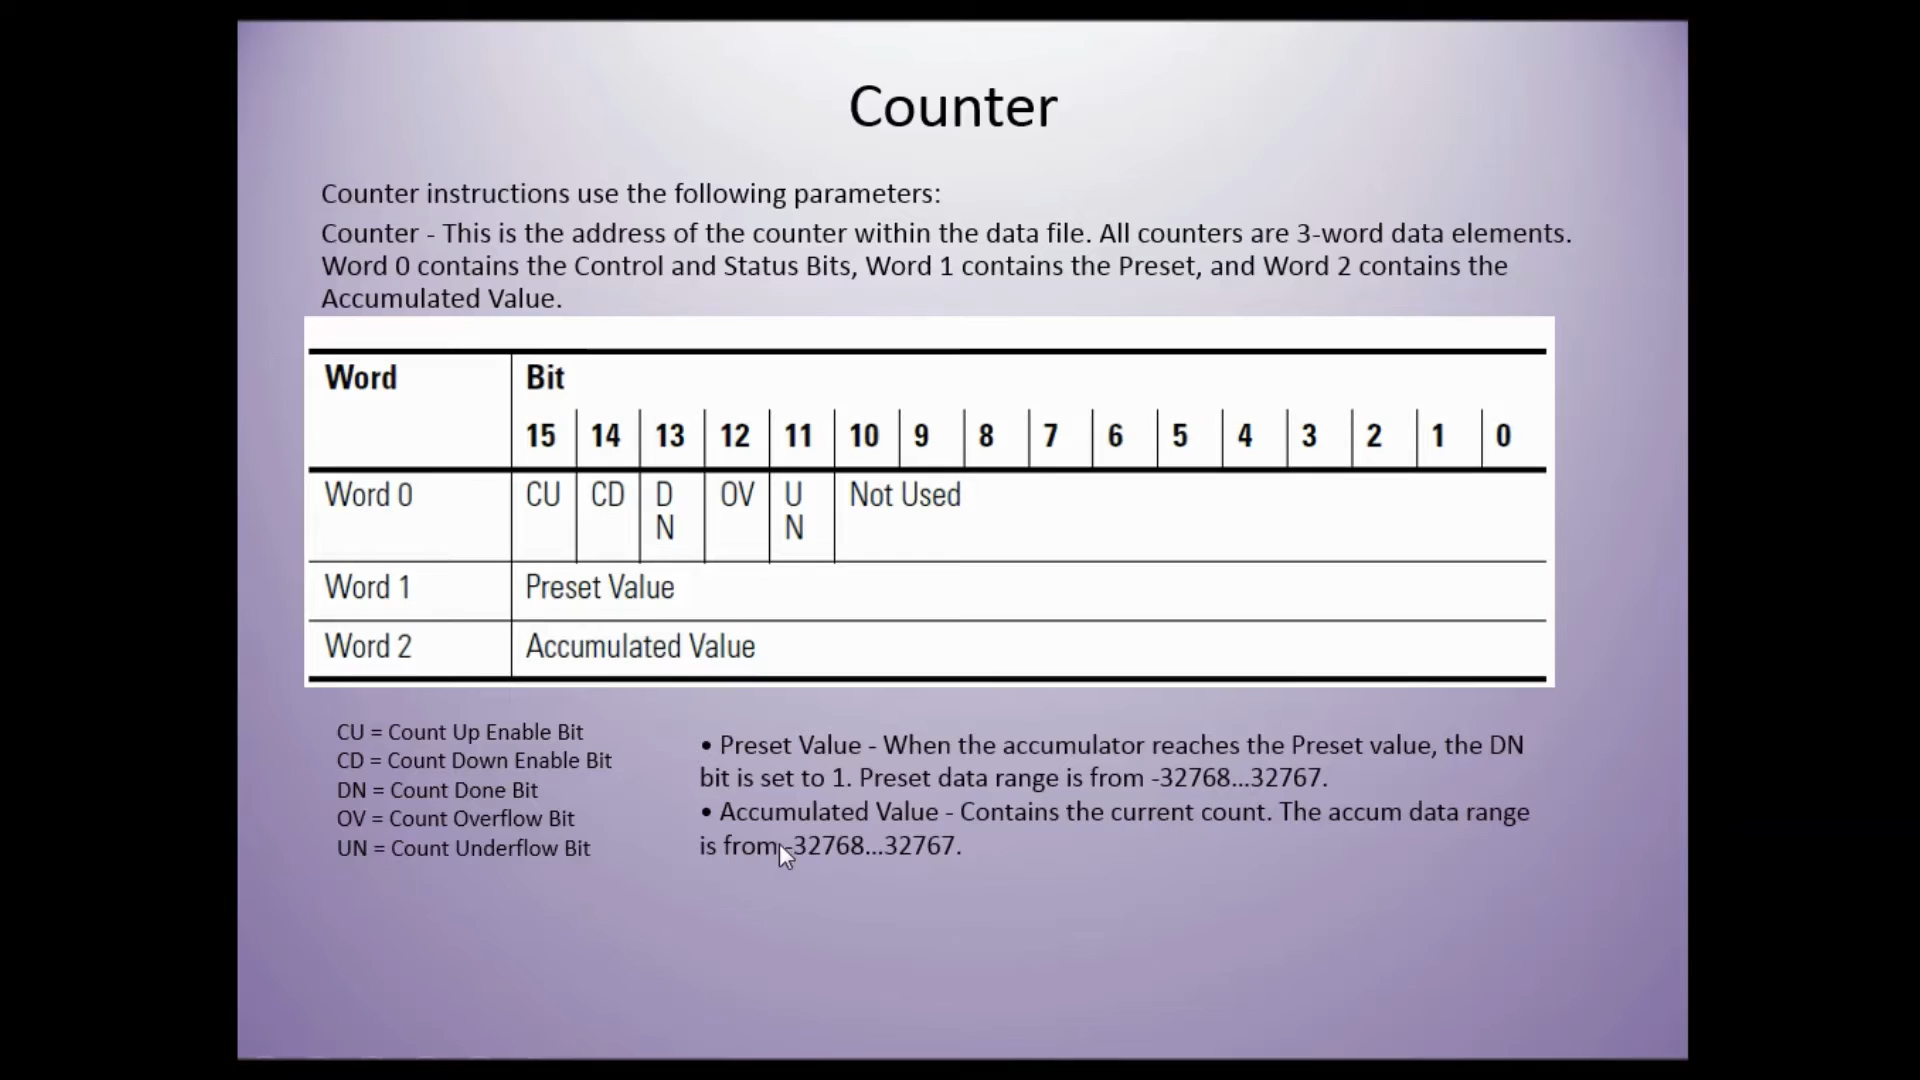 Counter
Counter instructions use the following parameters:
Counter - This is the address of the counter within the data file. All counters are 3-word data elements.
Word 0 contains the Control and Status Bits, Word 1 contains the Preset, and Word 2 contains the
Accumulated Value.
Word Bit
15 14 13 12 11 10 9 8 7 6 5 4 3 2 1 0
Word 0 CU CD DN OV UN Not Used
Word 1 Preset Value
Word 2 Accumulated Value
CU = Count Up Enable Bit
CD = Count Down Enable Bit
DN = Count Done Bit
OV = Count Overflow Bit
UN = Count Underflow Bit
• Preset Value - When the accumulator reaches the Preset value, the DN
bit is set to 1. Preset data range is from -32768...32767.
• Accumulated Value - Contains the current count. The accum data range
is from -32768...32767.